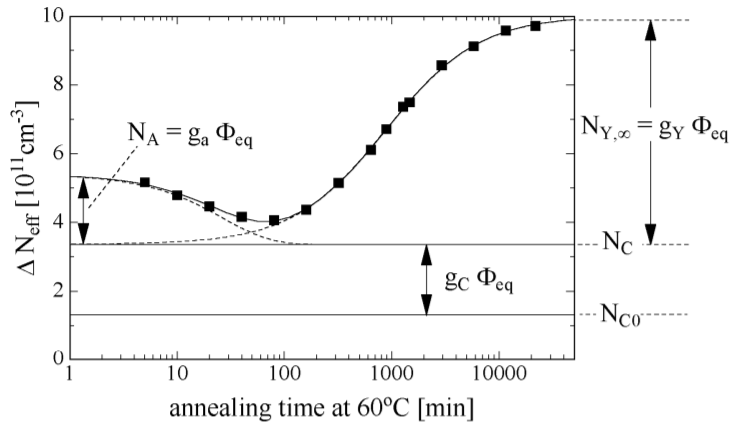 10
8
6
4
2
0
Δ N_eff [10^11 cm^-3]
N_A = g_a Φ_eq
N_Y,∞ = g_Y Φ_eq
N_C
g_C Φ_eq
N_C0
1 10 100 1000 10000
annealing time at 60°C [min]